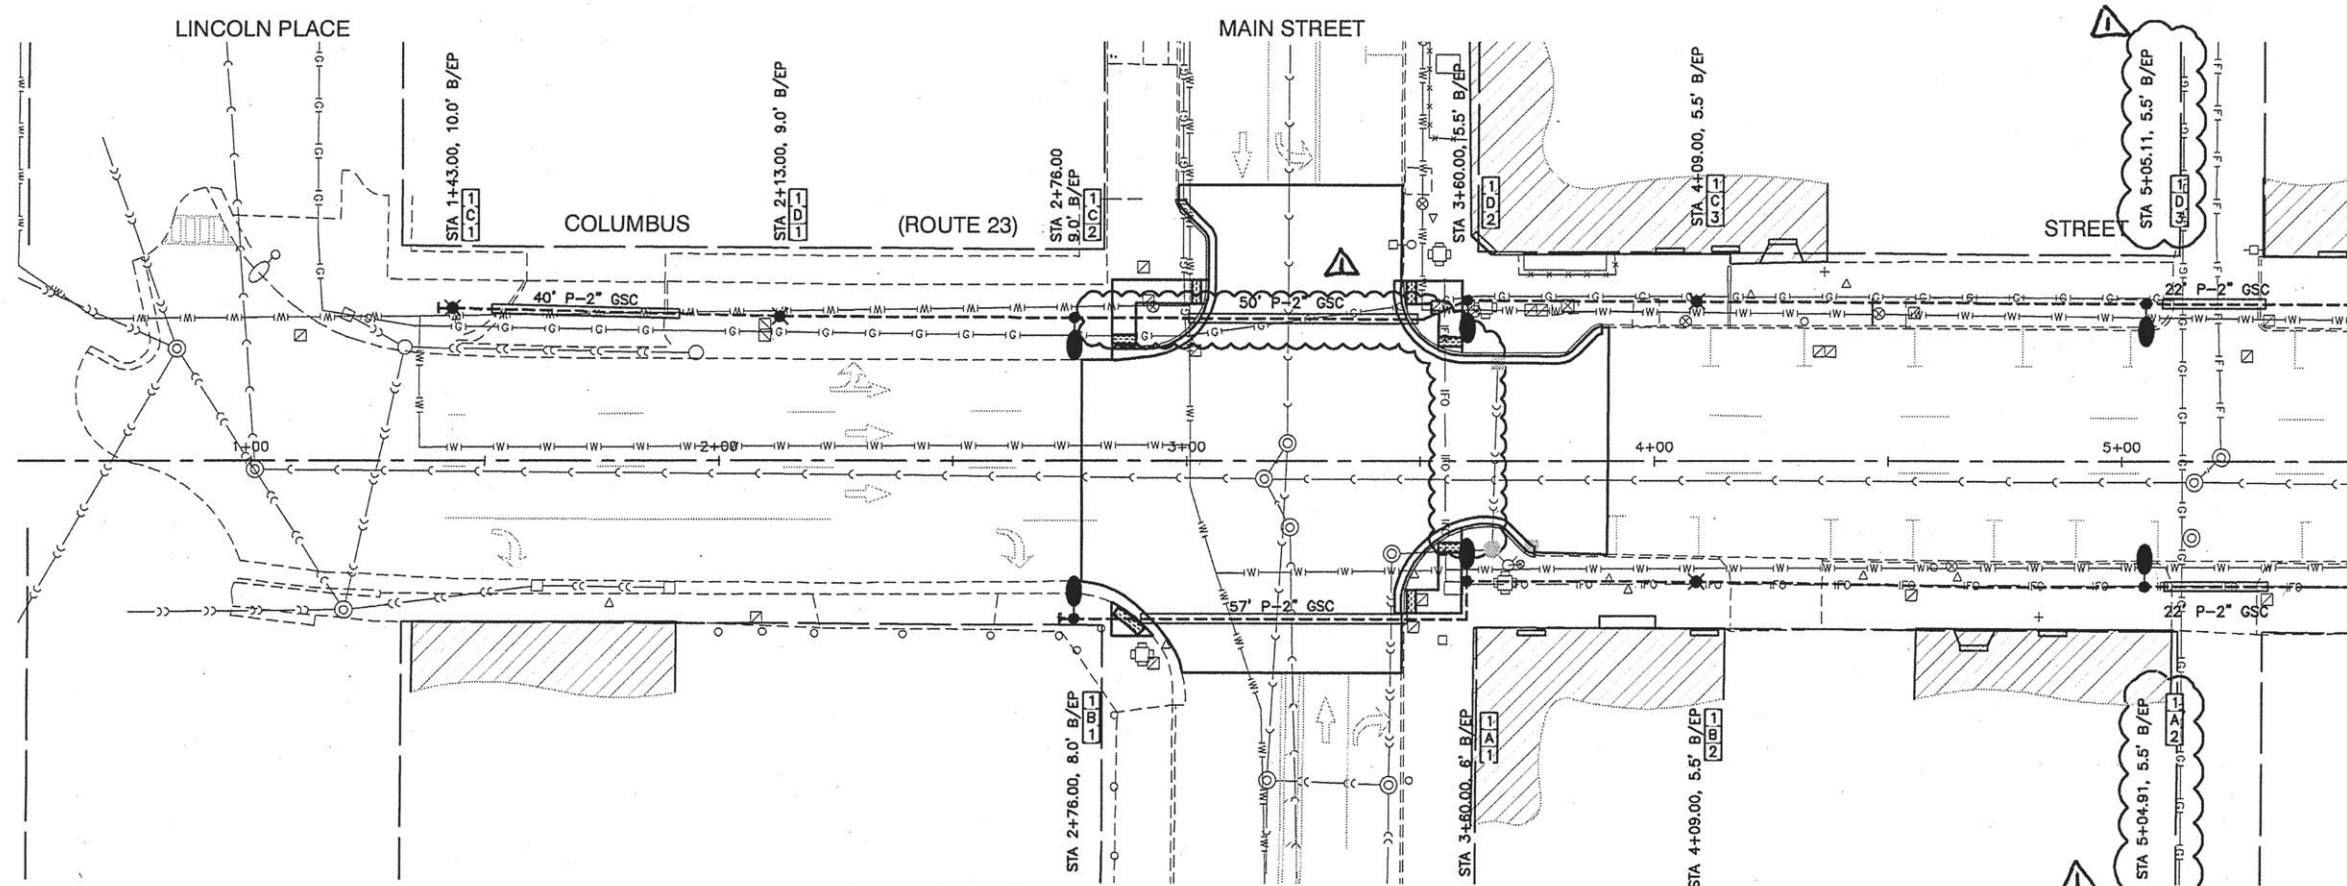 LINCOLN PLACE
MAIN STREET
1
STA 1+43.00, 10.0' B/EP
1
C
1
STA 2+13.00, 9.0' B/EP
1
D
1
STA 2+76.00
9.0' B/EP
1
C
2
STA 3+60.00, 5.5' B/EP
1
D
2
STA 4+09.00, 5.5' B/EP
1
C
3
STA 5+05.11, 5.5' B/EP
1
D
3
COLUMBUS
(ROUTE 23)
STREET
1
40' P-2" GSC
50' P-2" GSC
22' P-2" GSC
1+00
2+00
3+00
4+00
5+00
57' P-2" GSC
22' P-2" GSC
STA 2+76.00, 8.0' B/EP
1
B
1
STA 3+60.00, 6' B/EP
1
A
1
STA 4+09.00, 5.5' B/EP
1
B
2
STA 5+04.91, 5.5' B/EP
1
A
2